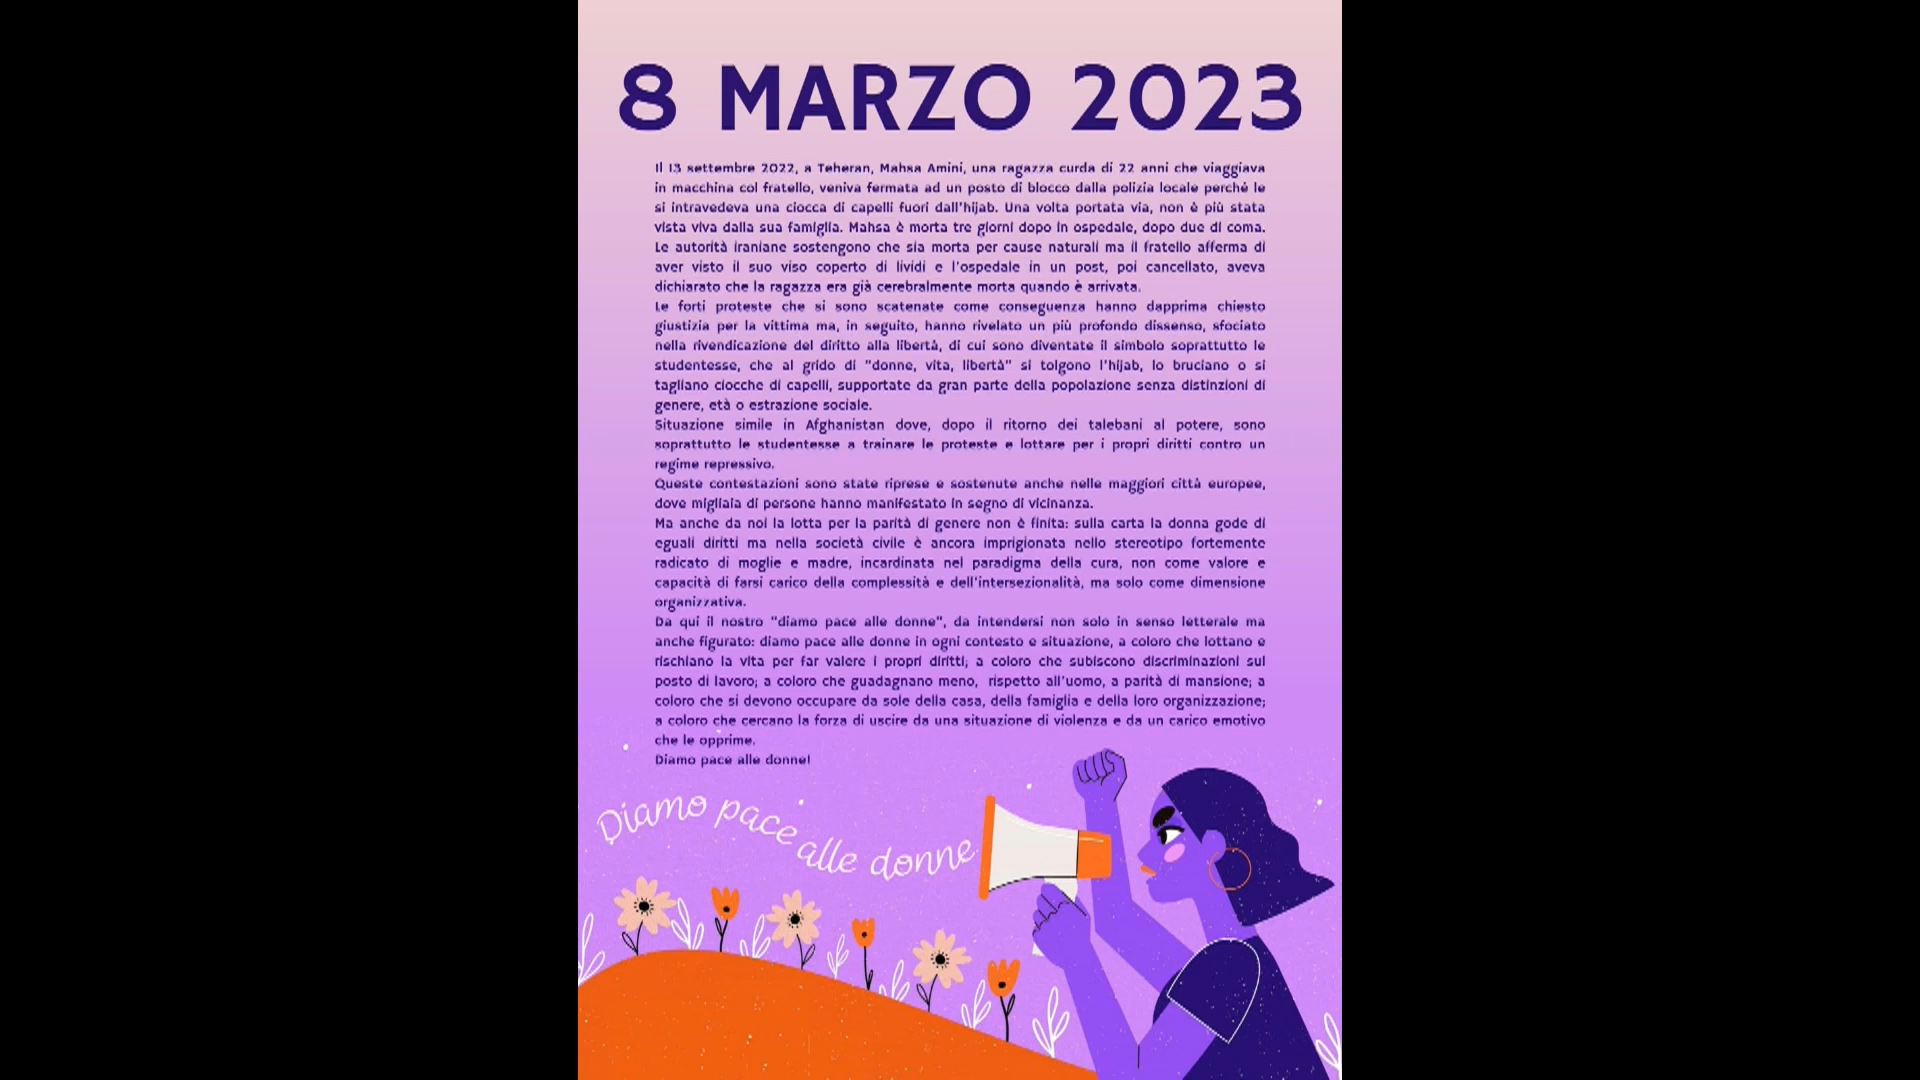 8 MARZO 2023
Il 13 settembre 2022, a Teheran, Mahsa Amini, una ragazza curda di 22 anni che viaggiava
in macchina col fratello, veniva fermata ad un posto di blocco dalla polizia locale perché le
si intravedeva una ciocca di capelli fuori dall'hijab. Una volta portata via, non è più stata
vista viva dalla sua famiglia. Mahsa è morta tre giorni dopo in ospedale, dopo due di coma.
Le autorità iraniane sostengono che sia morta per cause naturali ma il fratello afferma di
aver visto il suo viso coperto di lividi e l'ospedale in un post, poi cancellato, aveva
dichiarato che la ragazza era già cerebralmente morta quando è arrivata.
Le forti proteste che si sono scatenate come conseguenza hanno dapprima chiesto
giustizia per la vittima ma, in seguito, hanno rivelato un più profondo dissenso, sfociato
nella rivendicazione del diritto alla libertà, di cui sono diventate il simbolo soprattutto le
studentesse, che al grido di "donne, vita, libertà" si tolgono l'hijab, lo bruciano o si
tagliano ciocche di capelli, supportate da gran parte della popolazione senza distinzioni di
genere, età o estrazione sociale.
Situazione simile in Afghanistan dove, dopo il ritorno dei talebani al potere, sono
soprattutto le studentesse a trainare le proteste e lottare per i propri diritti contro un
regime repressivo.
Queste contestazioni sono state riprese e sostenute anche nelle maggiori città europee,
dove migliaia di persone hanno manifestato in segno di vicinanza.
Ma anche da noi la lotta per la parità di genere non è finita: sulla carta la donna gode di
eguali diritti ma nella società civile è ancora imprigionata nello stereotipo fortemente
radicato di moglie e madre, incardinata nel paradigma della cura, non come valore e
capacità di farsi carico della complessità e dell'intersezionalità, ma solo come dimensione
organizzativa.
Da qui il nostro "diamo pace alle donne", da intendersi non solo in senso letterale ma
anche figurato: diamo pace alle donne in ogni contesto e situazione, a coloro che lottano e
rischiano la vita per far valere i propri diritti; a coloro che subiscono discriminazioni sul
posto di lavoro; a coloro che guadagnano meno, rispetto all'uomo, a parità di mansione; a
coloro che si devono occupare da sole della casa, della famiglia e della loro organizzazione;
a coloro che cercano la forza di uscire da una situazione di violenza e da un carico emotivo
che le opprime.
Diamo pace alle donne!
Diamo pace alle donne